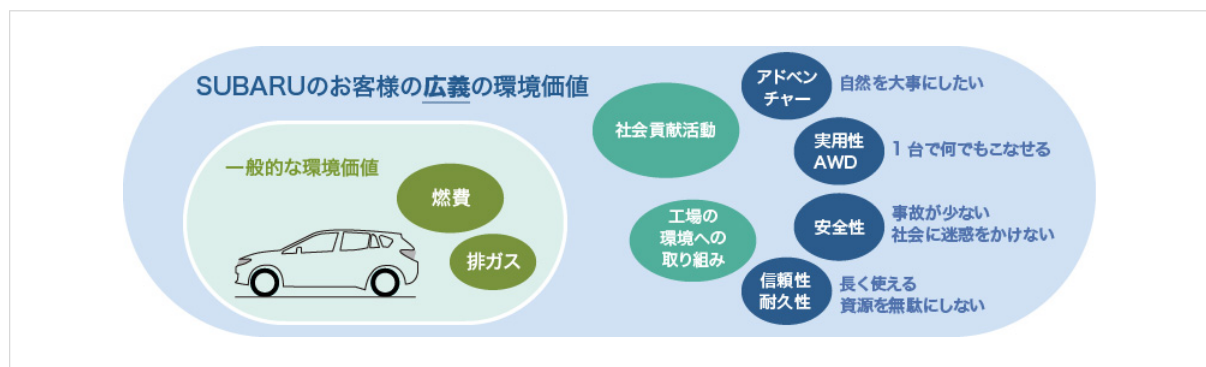 SUBARUのお客様の広義の環境価値
一般的な環境価値
燃費
排ガス
社会貢献活動
工場の
環境への
取り組み
アドベン
チャー
自然を大事にしたい
実用性
AWD
1台で何でもこなせる
安全性
事故が少ない
社会に迷惑をかけない
信頼性
耐久性
長く使える
資源を無駄にしない